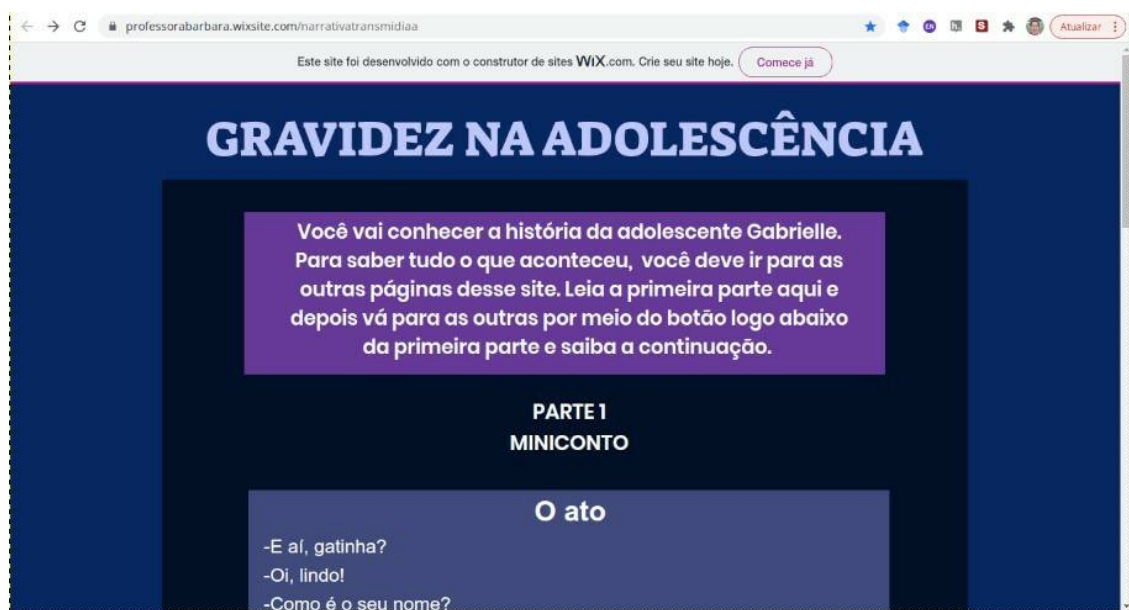 professorabarbara.wixsite.com/narrativatransmidiaa
Atualizar
Este site foi desenvolvido com o construtor de sites WiX.com. Crie seu site hoje. Comece já
GRAVIDEZ NA ADOLESCÊNCIA
Você vai conhecer a história da adolescente Gabrielle.
Para saber tudo o que aconteceu, você deve ir para as
outras páginas desse site. Leia a primeira parte aqui e
depois vá para as outras por meio do botão logo abaixo
da primeira parte e saiba a continuação.
PARTE 1
MINICONTO
O ato
-E aí, gatinha?
-Oi, lindo!
-Como é o seu nome?